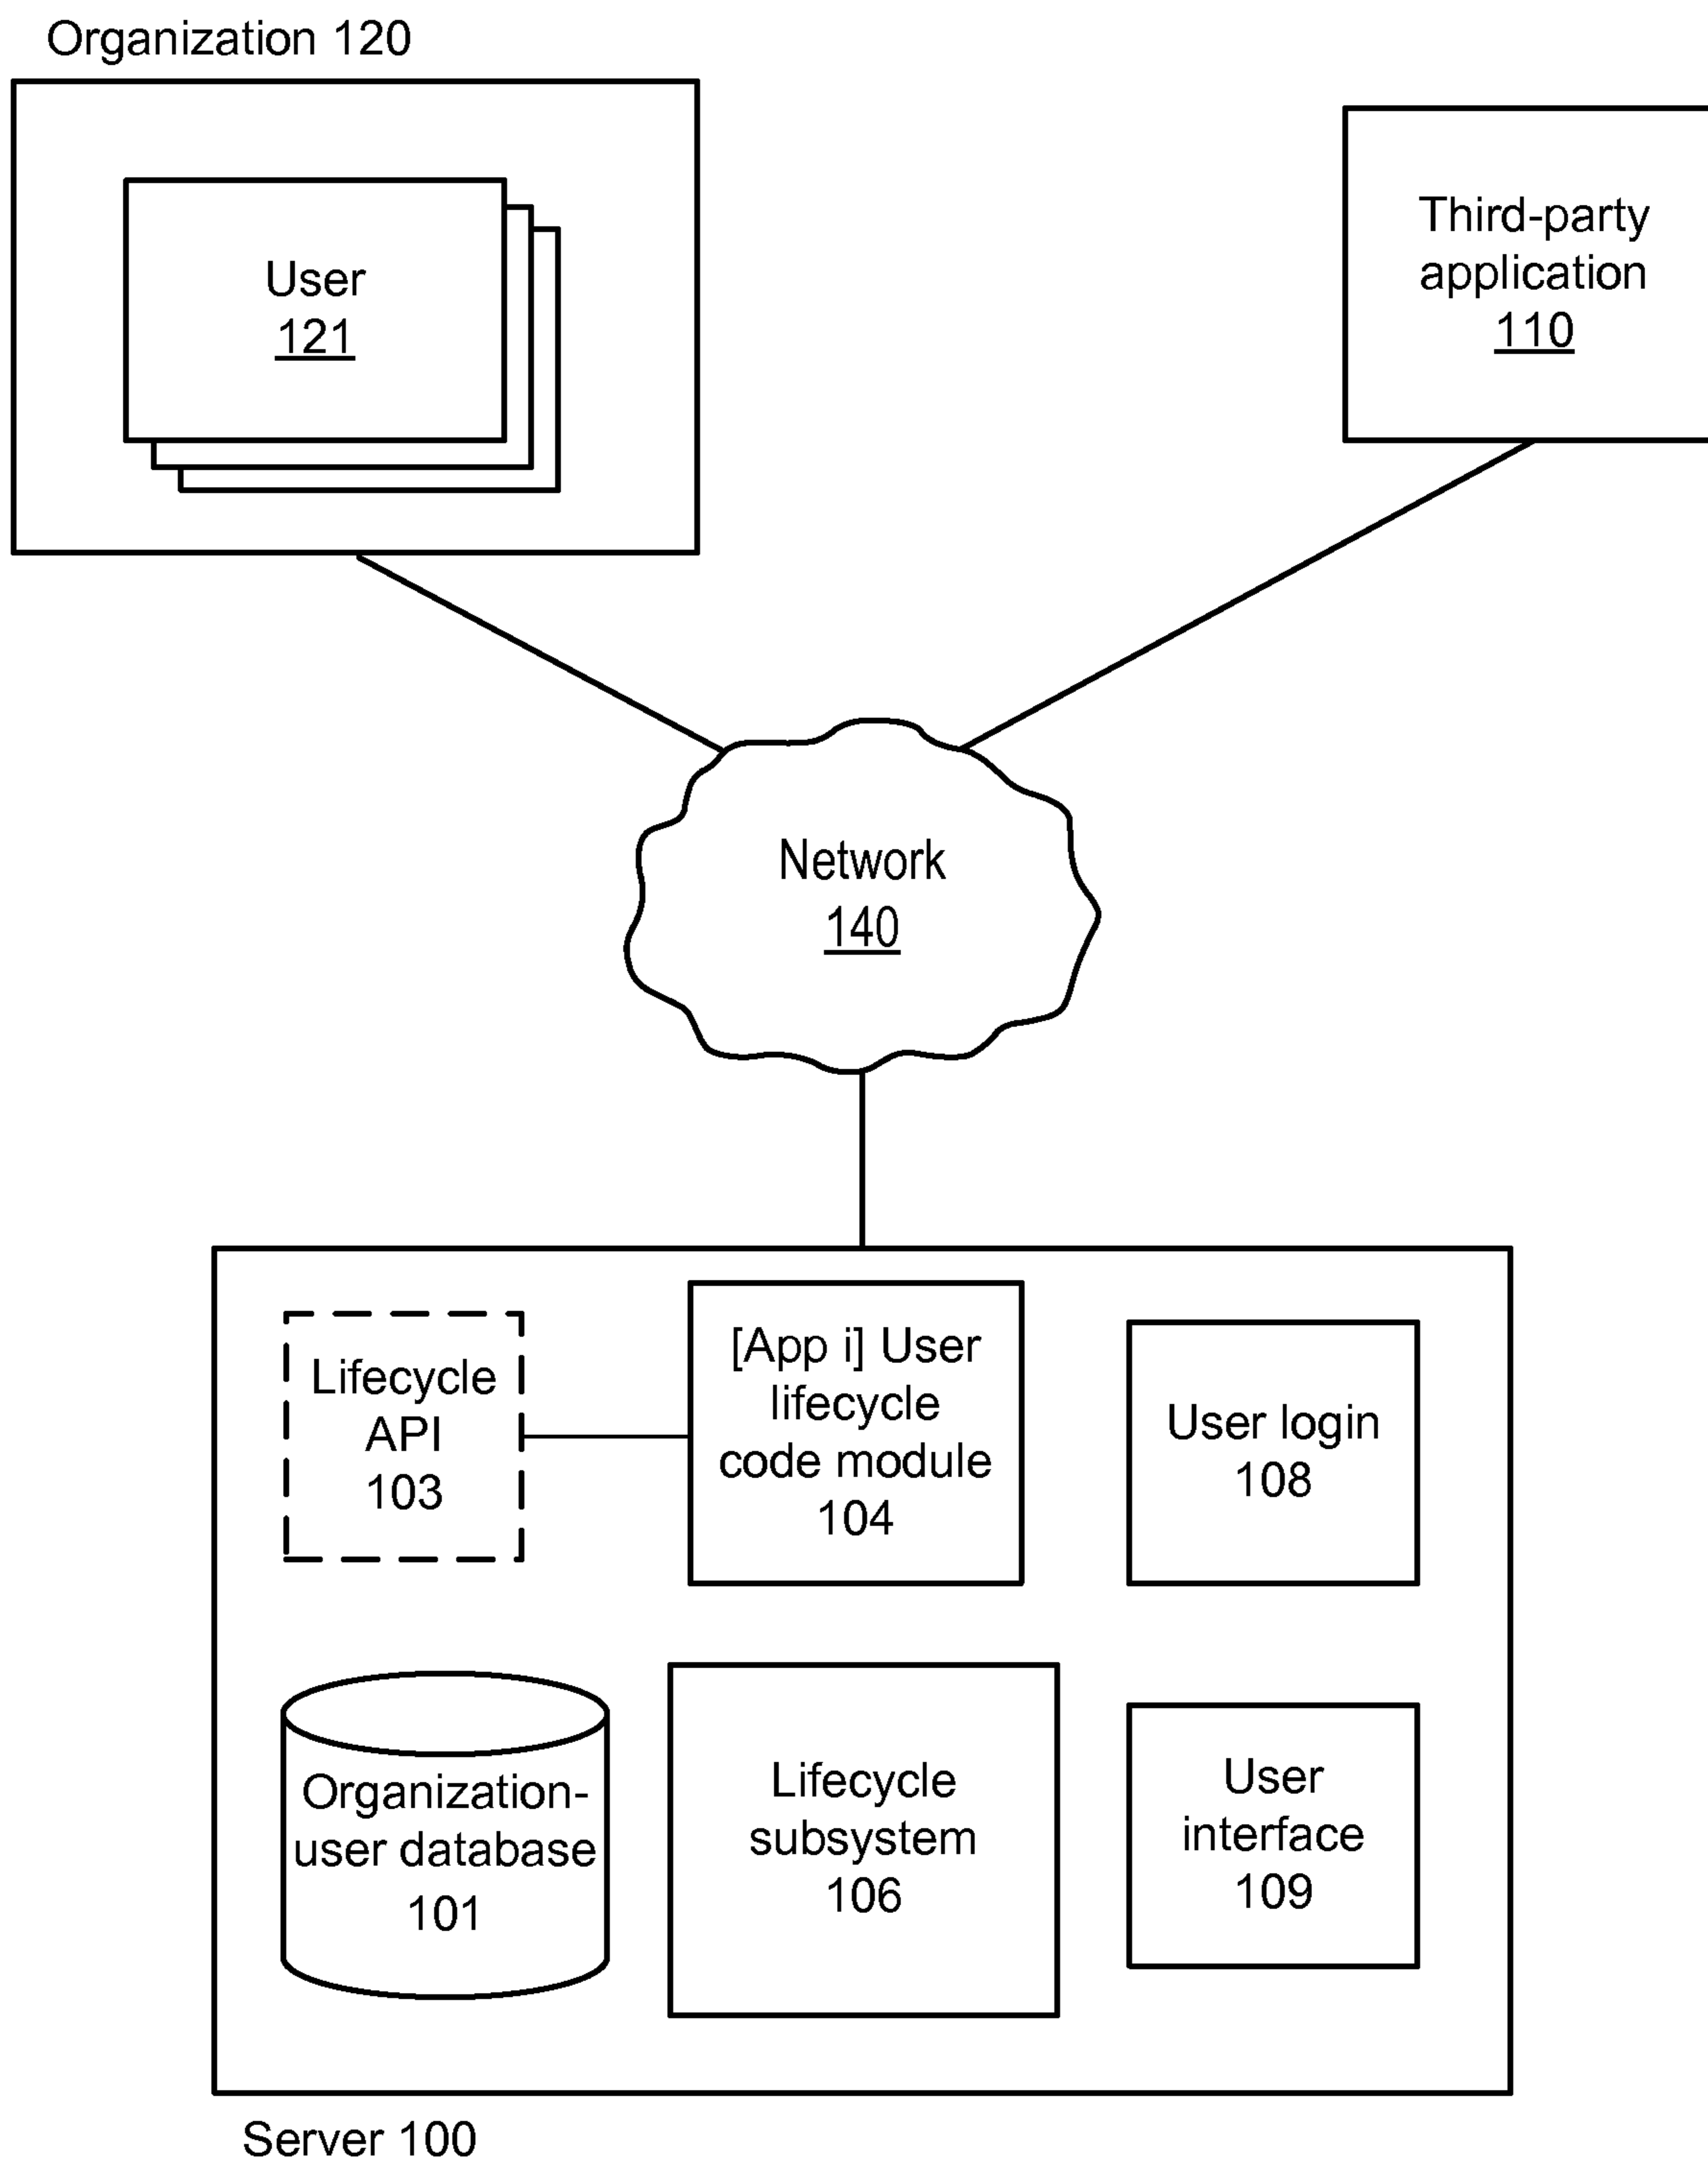 Organization 120
User
121
Third-party
application
110
Network
140
Lifecycle
API
103
[App i] User
lifecycle
code module
104
User login
108
Organization-
user database
101
Lifecycle
subsystem
106
User
interface
109
Server 100